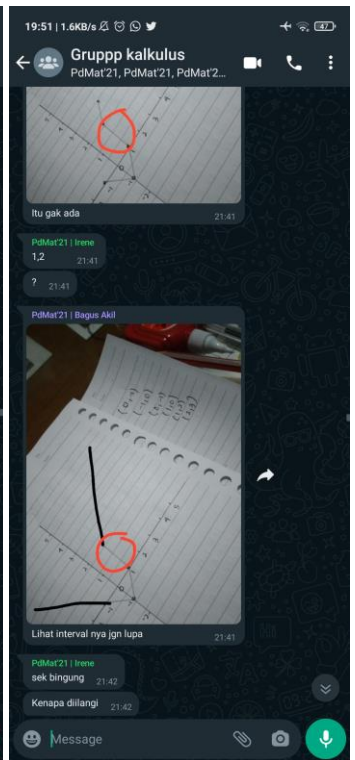 19:51 | 1.6KB/s
47
Gruppp kalkulus
PdMat'21, PdMat'21, PdMat'2...
Itu gak ada
21:41
PdMat'21 | Irene
1,2
21:41
?
21:41
PdMat'21 | Bagus Akil
Lihat interval nya jgn lupa
21:41
PdMat'21 | Irene
sek bingung
21:42
Kenapa diilangi
21:42
Message